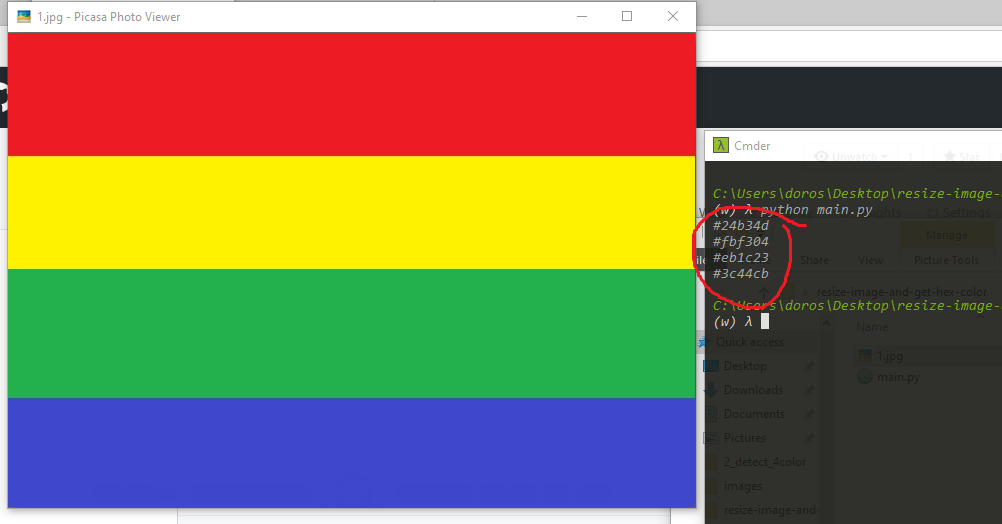 1.jpg - Picasa Photo Viewer
Cmder
Unwatch
1
Star
C:\Users\doros\Desktop\resize-image-
(w) λ python main.py
#24b34d
#fbf304
#eb1c23
#3c44cb
Settings
Manage
Share
View
Picture Tools
resize-image-and-get-hex-color
C:\Users\doros\Desktop\resize-image-
(w) λ
Quick access
Name
Desktop
1.jpg
Downloads
main.py
Documents
Pictures
2_detect_4color
images
resize-image-and